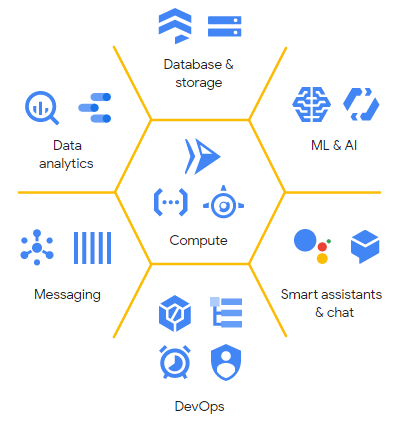 Database &
storage
Data
analytics
ML & AI
Compute
Messaging
Smart assistants
& chat
DevOps